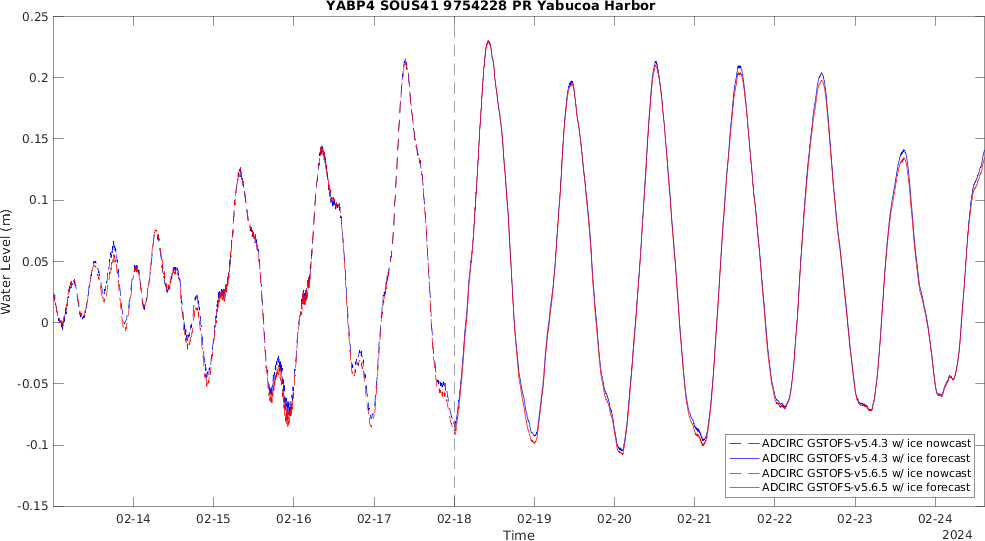 YABP4 SOUS41 9754228 PR Yabucoa Harbor
0.25
0.2
0.15
0.1
0.05
0
-0.05
-0.1
-0.15
Water Level (m)
ADCIRC GSTOFS-v5.4.3 w/ ice nowcast
ADCIRC GSTOFS-v5.4.3 w/ ice forecast
ADCIRC GSTOFS-v5.6.5 w/ ice nowcast
ADCIRC GSTOFS-v5.6.5 w/ ice forecast
02-14 02-15 02-16 02-17 02-18 02-19 02-20 02-21 02-22 02-23 02-24
Time
2024